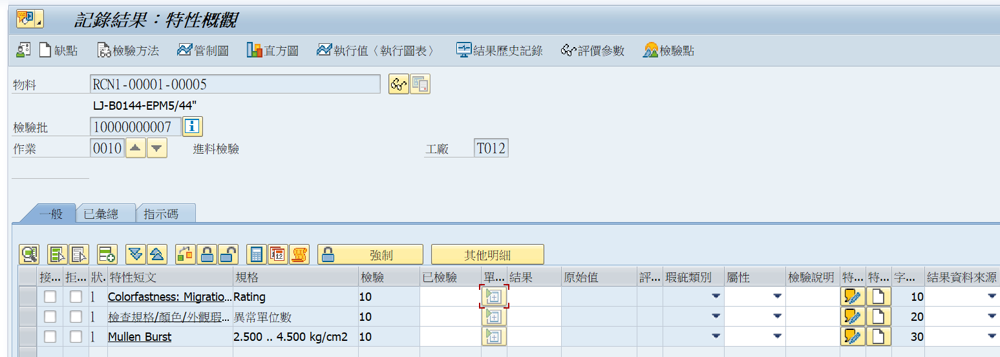 記錄結果：特性概觀
缺點 檢驗方法 管制圖 直方圖 執行值〈執行圖表〉 結果歷史記錄 評價參數 檢驗點
物料 RCN1-00001-00005
LJ-B0144-EPM5/44"
檢驗批 10000000007
作業 0010 進料檢驗 工廠 T012
一般 已彙總 指示碼
強制 其他明細
接... 拒... 狀. 特性短文 規格 檢驗 已檢驗 單... 結果 原始值 評... 瑕疵類別 屬性 檢驗說明 特... 特... 字... 結果資料來源
1 Colorfastness: Migratio... Rating 10 10
1 檢查規格/顏色/外觀瑕... 異常單位數 10 20
1 Mullen Burst 2.500 .. 4.500 kg/cm2 10 30